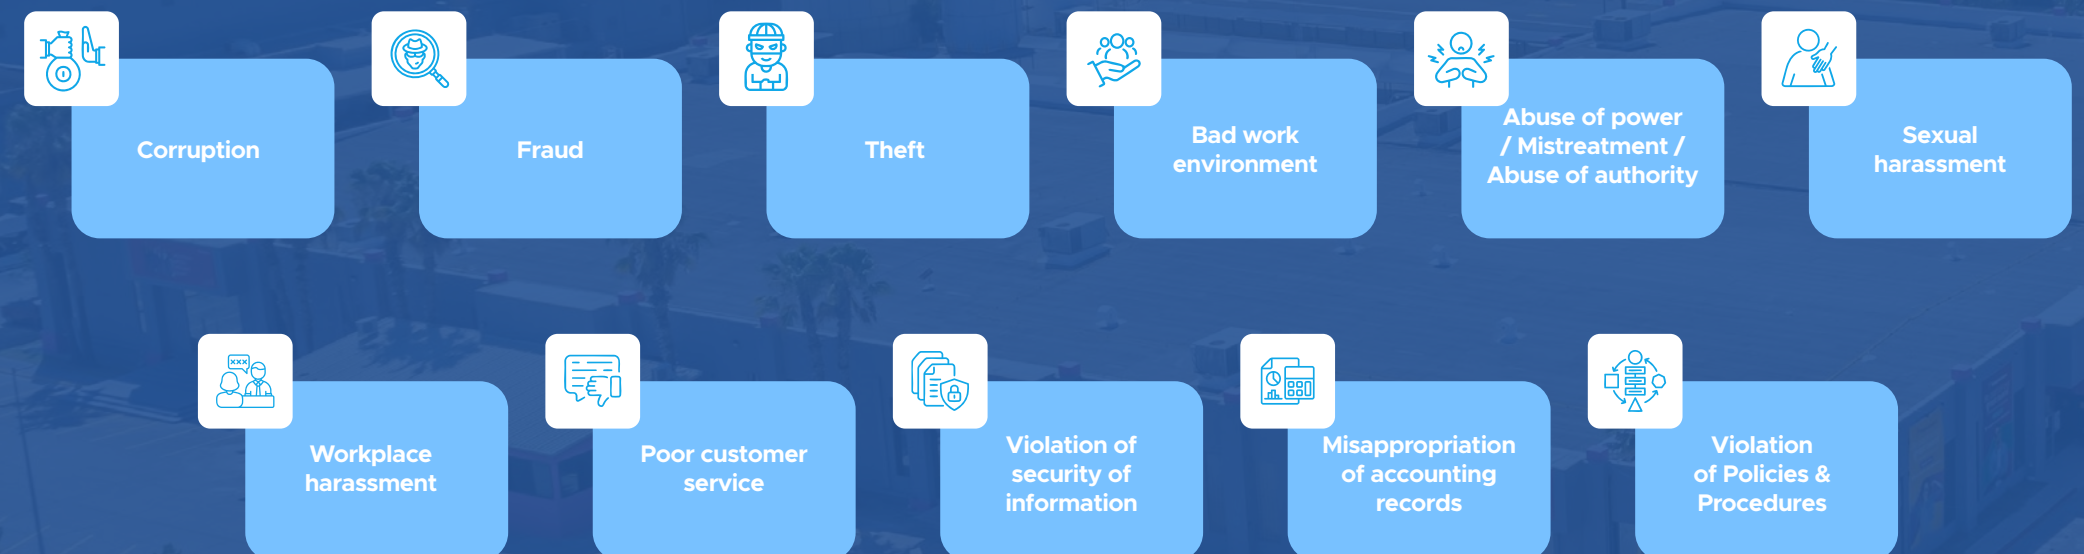 Corruption
Fraud
Theft
Bad work
environment
Abuse of power
/ Mistreatment /
Abuse of authority
Sexual
harassment
Workplace
harassment
Poor customer
service
Violation of
security of
information
Misappropriation
of accounting
records
Violation
of Policies &
Procedures